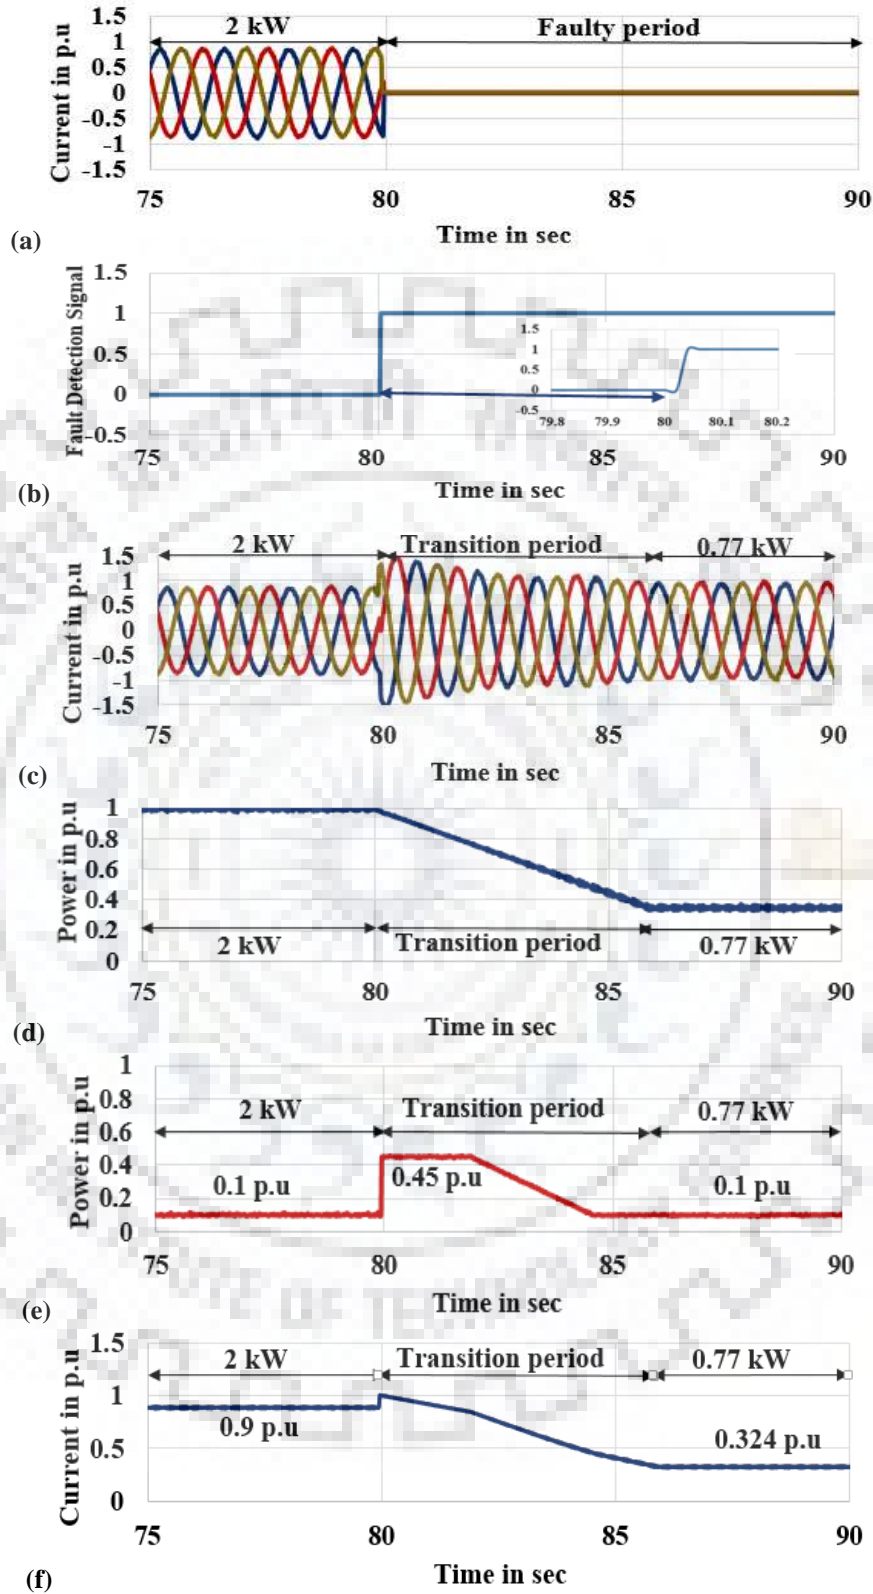 2 kW Faulty period
Current in p.u
1.5
1
0.5
0
-0.5
-1
-1.5
75 80 85 90
Time in sec
(a)
Fault Detection Signal
1.5
1
0.5
0
-0.5
1.5
1
0.5
0
-0.5
79.8 79.9 80 80.1 80.2
75 80 85 90
Time in sec
(b)
2 kW Transition period 0.77 kW
Current in p.u
1.5
1
0.5
0
-0.5
-1
-1.5
75 80 85 90
Time in sec
(c)
Power in p.u
1
0.8
0.6
0.4
0.2
0
2 kW Transition period 0.77 kW
75 80 85 90
Time in sec
(d)
Power in p.u
1
0.8
0.6
0.4
0.2
0
2 kW Transition period 0.77 kW
0.1 p.u 0.45 p.u 0.1 p.u
75 80 85 90
Time in sec
(e)
Current in p.u
1.5
1
0.5
0
2 kW Transition period 0.77 kW
0.9 p.u 0.324 p.u
75 80 85 90
Time in sec
(f)